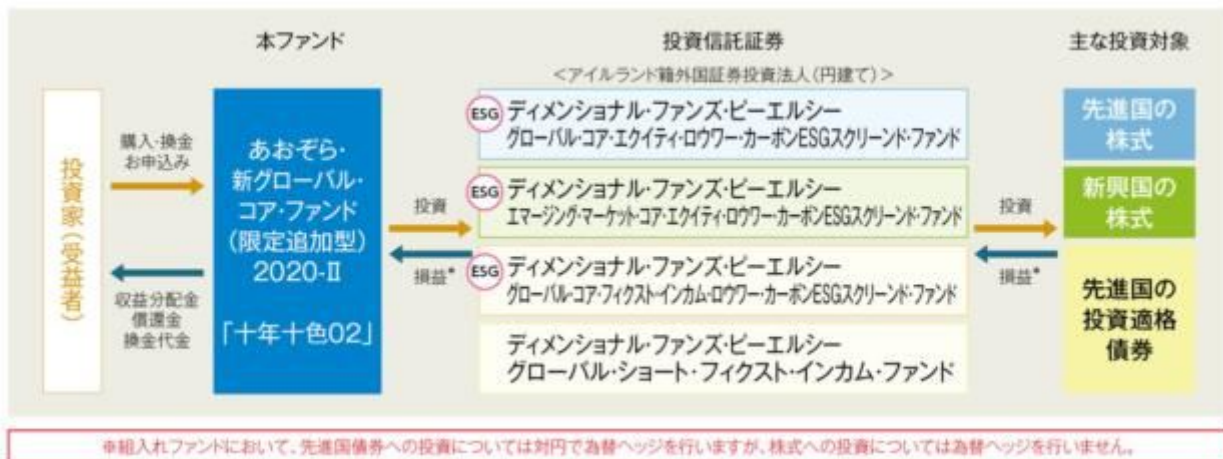 本ファンド
投資信託証券
主な投資対象
<アイルランド籍外国証券投資法人(円建て)>
投資家(受益者)
購入・換金
お申込み
収益分配金
償還金
換金代金
あおぞら・
新グローバル・
コア・ファンド
(限定追加型)
2020-II
「十年十色02」
投資
損益*
ESG
ディメンショナル・ファンズ・ピーエルシー
グローバル・コア・エクイティ・ロウワー・カーボンESGスクリーンド・ファンド
ESG
ディメンショナル・ファンズ・ピーエルシー
エマージング・マーケット・コア・エクイティ・ロウワー・カーボンESGスクリーンド・ファンド
ESG
ディメンショナル・ファンズ・ピーエルシー
グローバル・コア・フィクスト・インカム・ロウワー・カーボンESGスクリーンド・ファンド
ディメンショナル・ファンズ・ピーエルシー
グローバル・ショート・フィクスト・インカム・ファンド
投資
損益*
先進国の
株式
新興国の
株式
先進国の
投資適格
債券
※組入れファンドにおいて、先進国債券への投資については対円で為替ヘッジを行いますが、株式への投資については為替ヘッジを行いません。